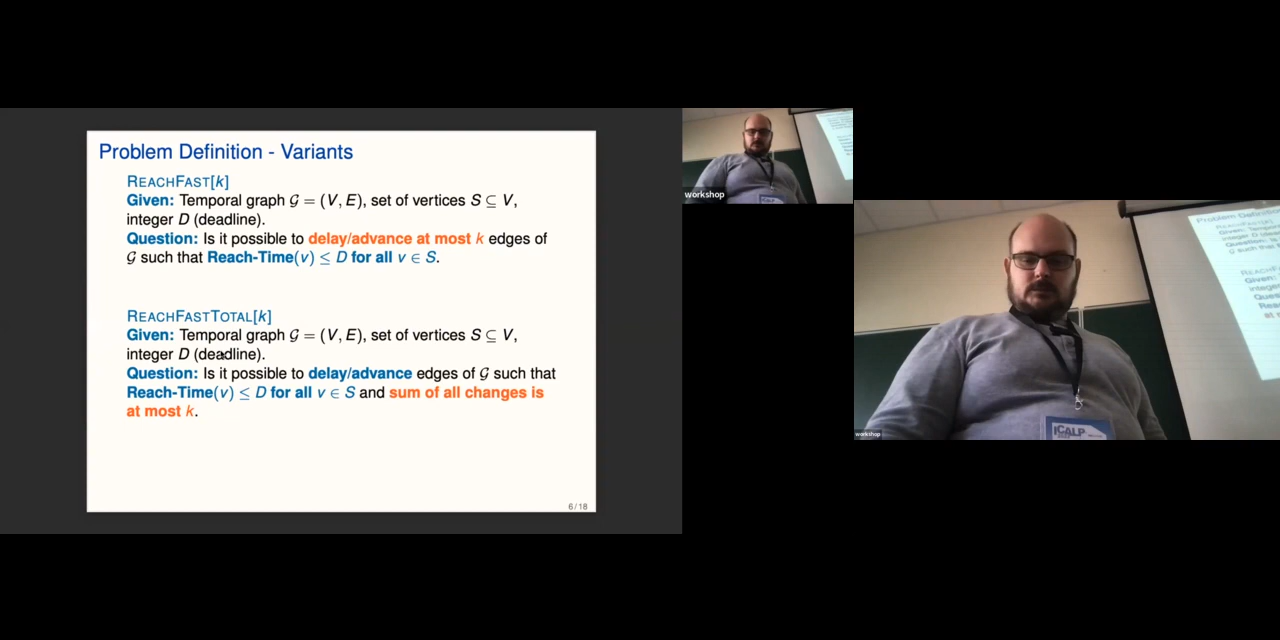 Problem Definition - Variants
REACHFAST[k]
Given: Temporal graph 𝒢 = (V, E), set of vertices S ⊆ V,
integer D (deadline).
Question: Is it possible to delay/advance at most k edges of
𝒢 such that Reach-Time(v) ≤ D for all v ∈ S.
REACHFASTTOTAL[k]
Given: Temporal graph 𝒢 = (V, E), set of vertices S ⊆ V,
integer D (deadline).
Question: Is it possible to delay/advance edges of 𝒢 such that
Reach-Time(v) ≤ D for all v ∈ S and sum of all changes is
at most k.
6 / 18
workshop
Problem Definition
workshop
ICALP